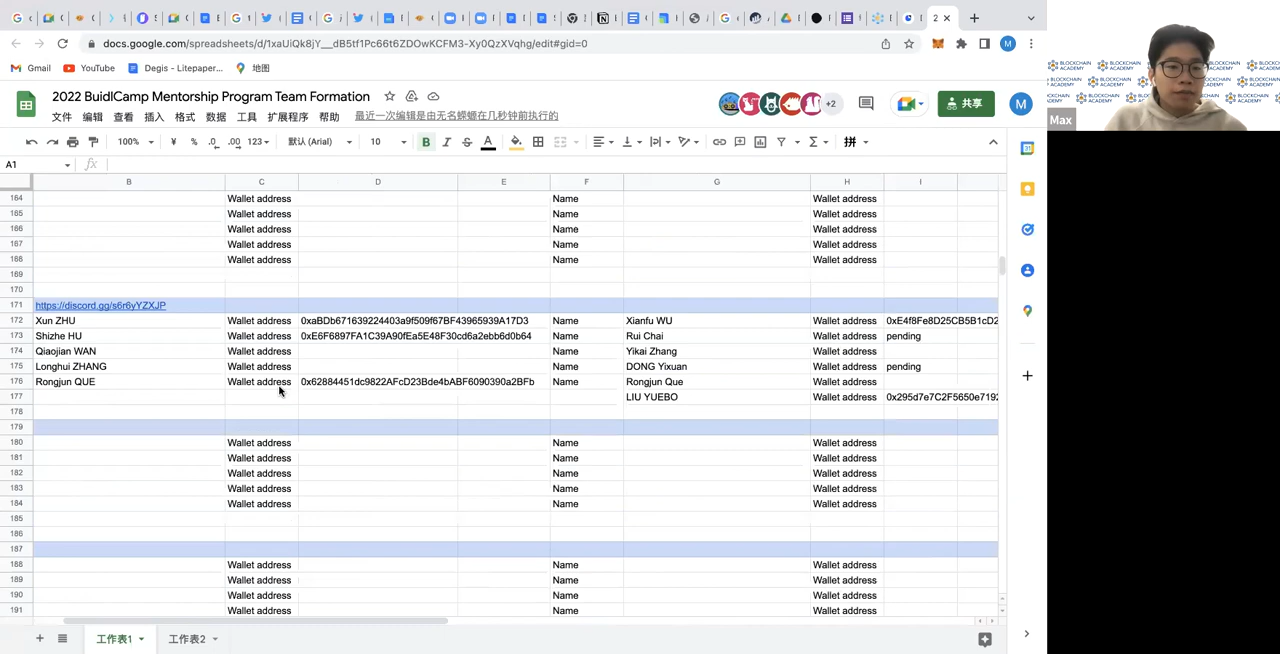 docs.google.com/spreadsheets/d/1xaUiQk8jY__dB5tf1Pc66t6ZDOwKCFM3-Xy0QzXVqhg/edit#gid=0
Gmail YouTube Degis - Litepaper... 地图
2022 BuidlCamp Mentorship Program Team Formation
文件 编辑 查看 插入 格式 数据 工具 扩展程序 帮助 最近一次编辑是由无名螃蟹在几秒钟前执行的
+2 共享 M
100% ¥ % .0 .00 123 默认 (Arial) 10 B I S A 拼
A1 fx
B C D E F G H I
164 Wallet address Name Wallet address
165 Wallet address Name Wallet address
166 Wallet address Name Wallet address
167 Wallet address Name Wallet address
168 Wallet address Name Wallet address
169
170
171 https://discord.gg/s6r6yYZXJP
172 Xun ZHU Wallet address 0xaBDb671639224403a9f509f67BF43965939A17D3 Name Xianfu WU Wallet address 0xE4f8Fe8D25CB5B1cD2
173 Shizhe HU Wallet address 0xE6F6897FA1C39A90fEa5E48F30cd6a2ebb6d0b64 Name Rui Chai Wallet address pending
174 Qiaojian WAN Wallet address Name Yikai Zhang Wallet address
175 Longhui ZHANG Wallet address Name DONG Yixuan Wallet address pending
176 Rongjun QUE Wallet address 0x62884451dc9822AFcD23Bde4bABF6090390a2BFb Name Rongjun Que Wallet address
177 LIU YUEBO Wallet address 0x295d7e7C2F5650e7192
178
179
180 Wallet address Name Wallet address
181 Wallet address Name Wallet address
182 Wallet address Name Wallet address
183 Wallet address Name Wallet address
184 Wallet address Name Wallet address
185
186
187
188 Wallet address Name Wallet address
189 Wallet address Name Wallet address
190 Wallet address Name Wallet address
191 Wallet address Name Wallet address
工作表1 工作表2
BLOCKCHAIN ACADEMY
Max